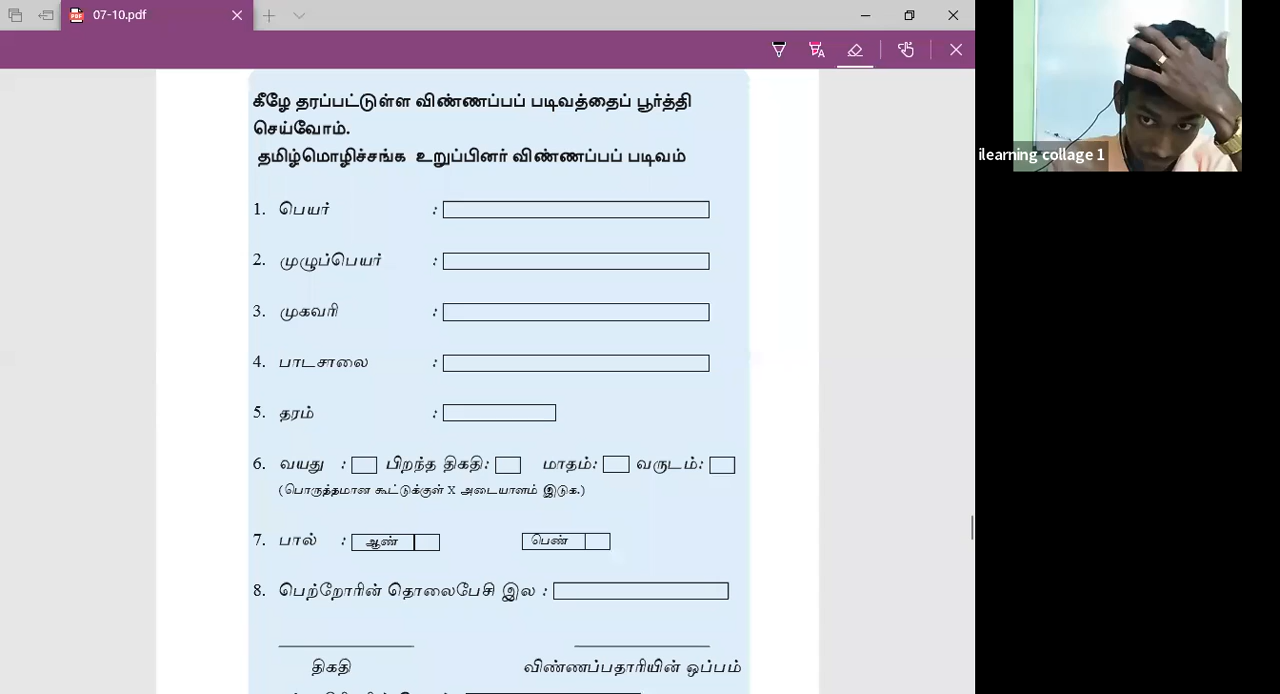 07-10.pdf
கீழே தரப்பட்டுள்ள விண்ணப்பப் படிவத்தைப் பூர்த்தி
செய்வோம்.
தமிழ்மொழிச்சங்க உறுப்பினர் விண்ணப்பப் படிவம்
1. பெயர் :
2. முழுப்பெயர் :
3. முகவரி :
4. பாடசாலை :
5. தரம் :
6. வயது : பிறந்த திகதி: மாதம்: வருடம்:
(பொருத்தமான கூட்டுக்குள் X அடையாளம் இடுக.)
7. பால் : ஆண் பெண்
8. பெற்றோரின் தொலைபேசி இல :
திகதி விண்ணப்பதாரியின் ஒப்பம்
ilearning collage 1